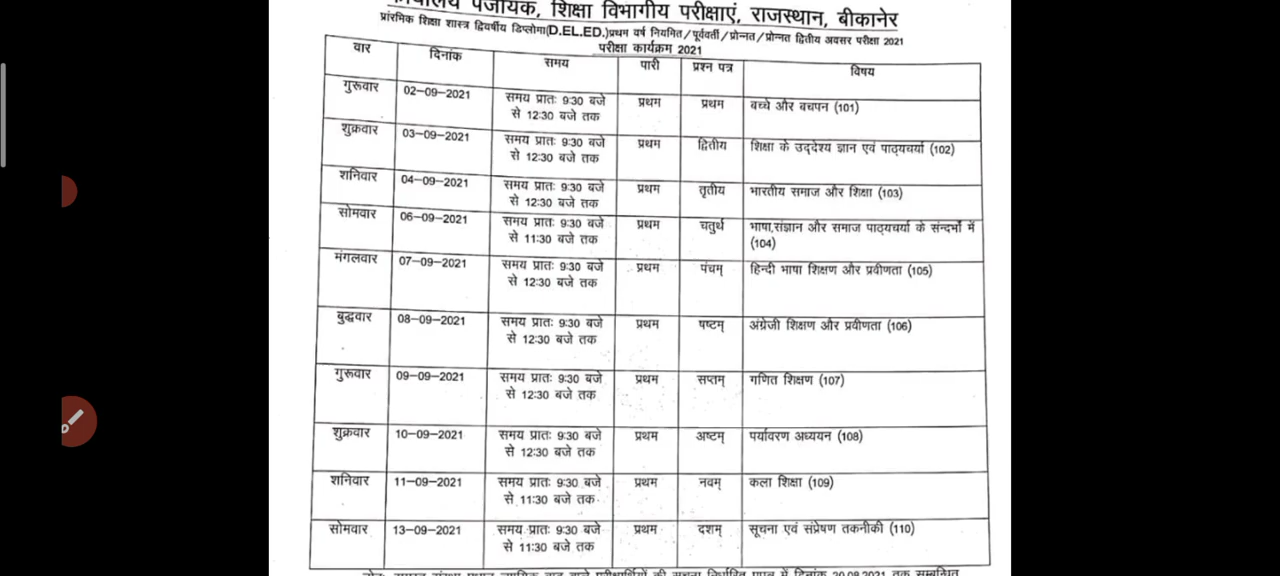 कार्यालय पंजीयक, शिक्षा विभागीय परीक्षाएं, राजस्थान, बीकानेर
प्रांरमिक शिक्षा शास्त्र द्विवर्षीय डिप्लोमा(D.EL.ED.)प्रथम वर्ष नियमित/पूर्ववर्ती/प्रोन्नत/प्रोन्नत द्वितीय अवसर परीक्षा 2021
परीक्षा कार्यक्रम 2021
वार दिनांक समय पारी प्रश्न पत्र विषय
गुरूवार 02-09-2021 समय प्रातः 9:30 बजे प्रथम प्रथम बच्चे और बचपन (101)
से 12:30 बजे तक
शुक्रवार 03-09-2021 समय प्रातः 9:30 बजे प्रथम द्वितीय शिक्षा के उद्देश्य ज्ञान एवं पाठ्यचर्या (102)
से 12:30 बजे तक
शनिवार 04-09-2021 समय प्रातः 9:30 बजे प्रथम तृतीय भारतीय समाज और शिक्षा (103)
से 12:30 बजे तक
सोमवार 06-09-2021 समय प्रातः 9:30 बजे प्रथम चतुर्थ भाषा,संज्ञान और समाज पाठ्यचर्या के संन्दर्भों में
से 11:30 बजे तक (104)
मंगलवार 07-09-2021 समय प्रातः 9:30 बजे प्रथम पंचम् हिन्दी भाषा शिक्षण और प्रवीणता (105)
से 12:30 बजे तक
बुद्धवार 08-09-2021 समय प्रातः 9:30 बजे प्रथम षष्टम् अंग्रेजी शिक्षण और प्रवीणता (106)
से 12:30 बजे तक
गुरूवार 09-09-2021 समय प्रातः 9:30 बजे प्रथम सप्तम् गणित शिक्षण (107)
से 12:30 बजे तक
शुक्रवार 10-09-2021 समय प्रातः 9:30 बजे प्रथम अष्टम् पर्यावरण अध्ययन (108)
से 12:30 बजे तक
शनिवार 11-09-2021 समय प्रातः 9:30 बजे प्रथम नवम् कला शिक्षा (109)
से 11:30 बजे तक
सोमवार 13-09-2021 समय प्रातः 9:30 बजे प्रथम दशम् सूचना एवं संप्रेषण तकनीकी (110)
से 11:30 बजे तक